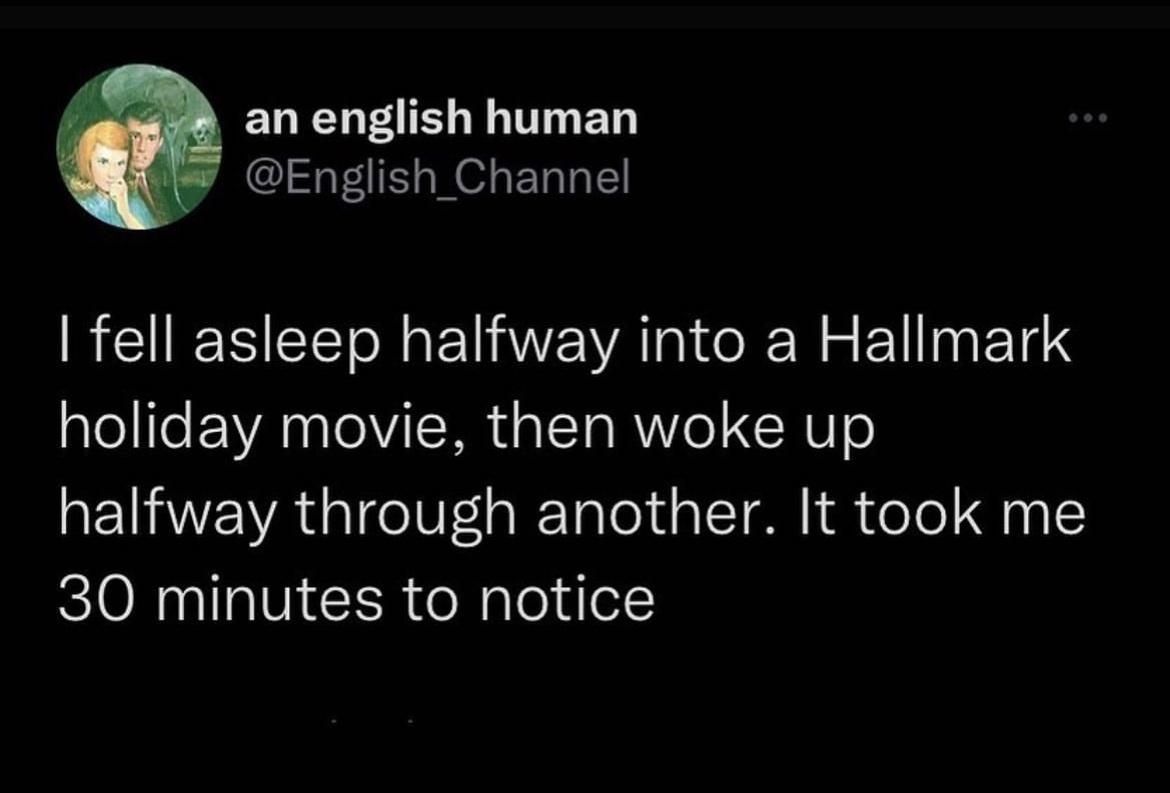 an english human
@English_Channel
I fell asleep halfway into a Hallmark
holiday movie, then woke up
halfway through another. It took me
30 minutes to notice